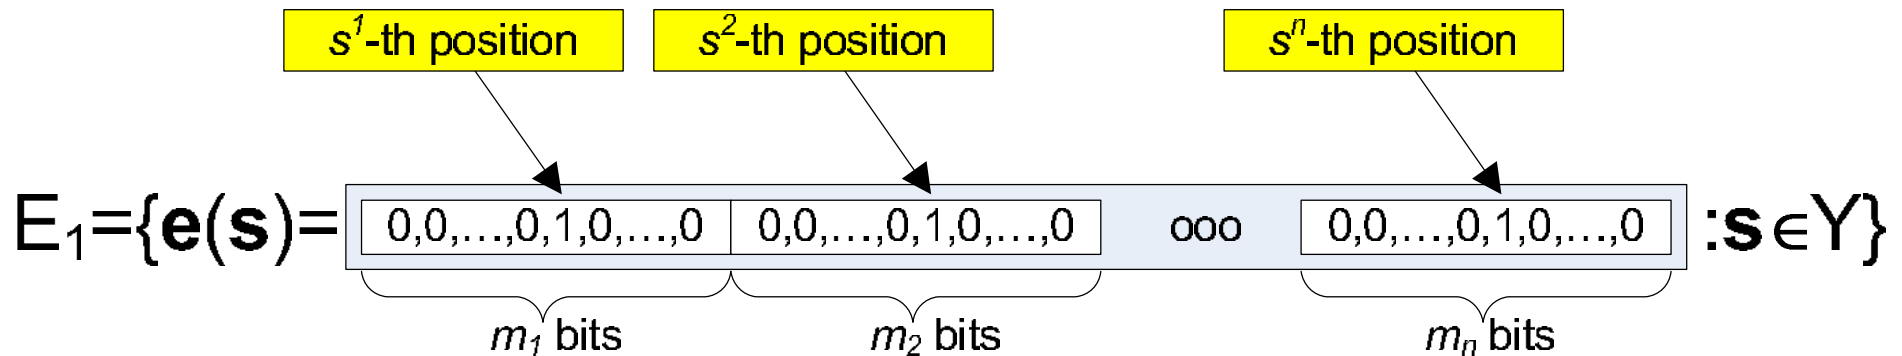 s¹-th position s²-th position sⁿ-th position
E₁={e(s)= 0,0,…,0,1,0,…,0 0,0,…,0,1,0,…,0 ooo 0,0,…,0,1,0,…,0 :s∈Y}
m₁ bits m₂ bits mₙ bits